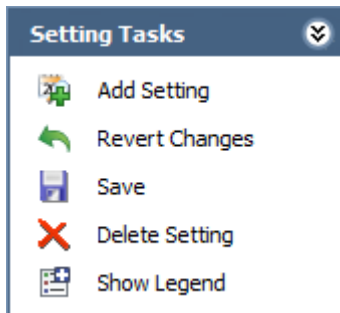 Setting Tasks
Add Setting
Revert Changes
Save
Delete Setting
Show Legend